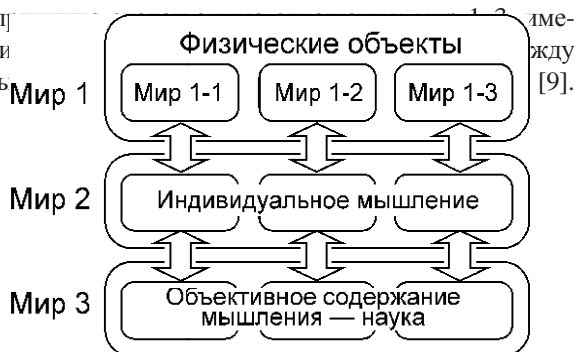 Физические объекты
Мир 1
Мир 1-1 Мир 1-2 Мир 1-3
[9].
Мир 2
Индивидуальное мышление
Мир 3
Объективное содержание
мышления — наука